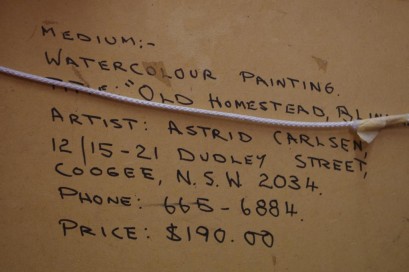 MEDIUM:-
WATERCOLOUR PAINTING.
"OLD HOMESTEAD,
ARTIST: ASTRID CARLSEN,
12/15-21 DUDLEY STREET,
COOGEE, N.S.W 2034.
PHONE: 665-6884.
PRICE: $190.00